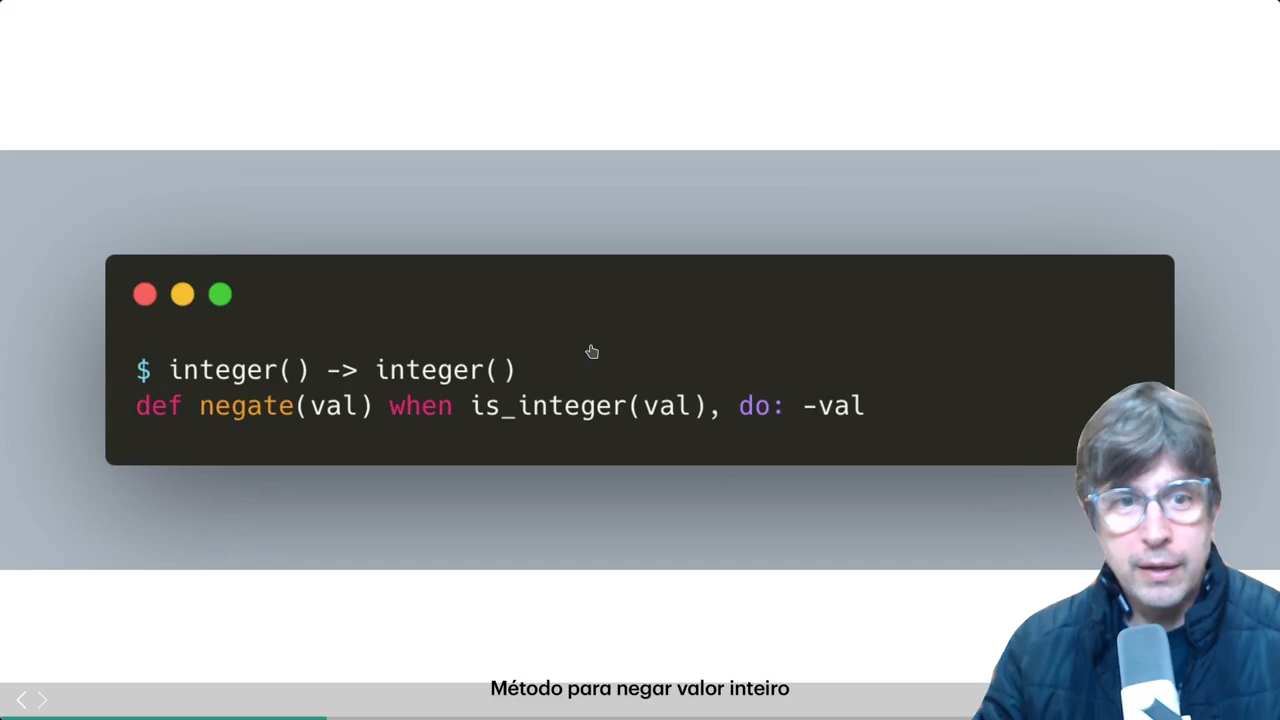 $ integer() -> integer()
def negate(val) when is_integer(val), do: -val
Método para negar valor inteiro